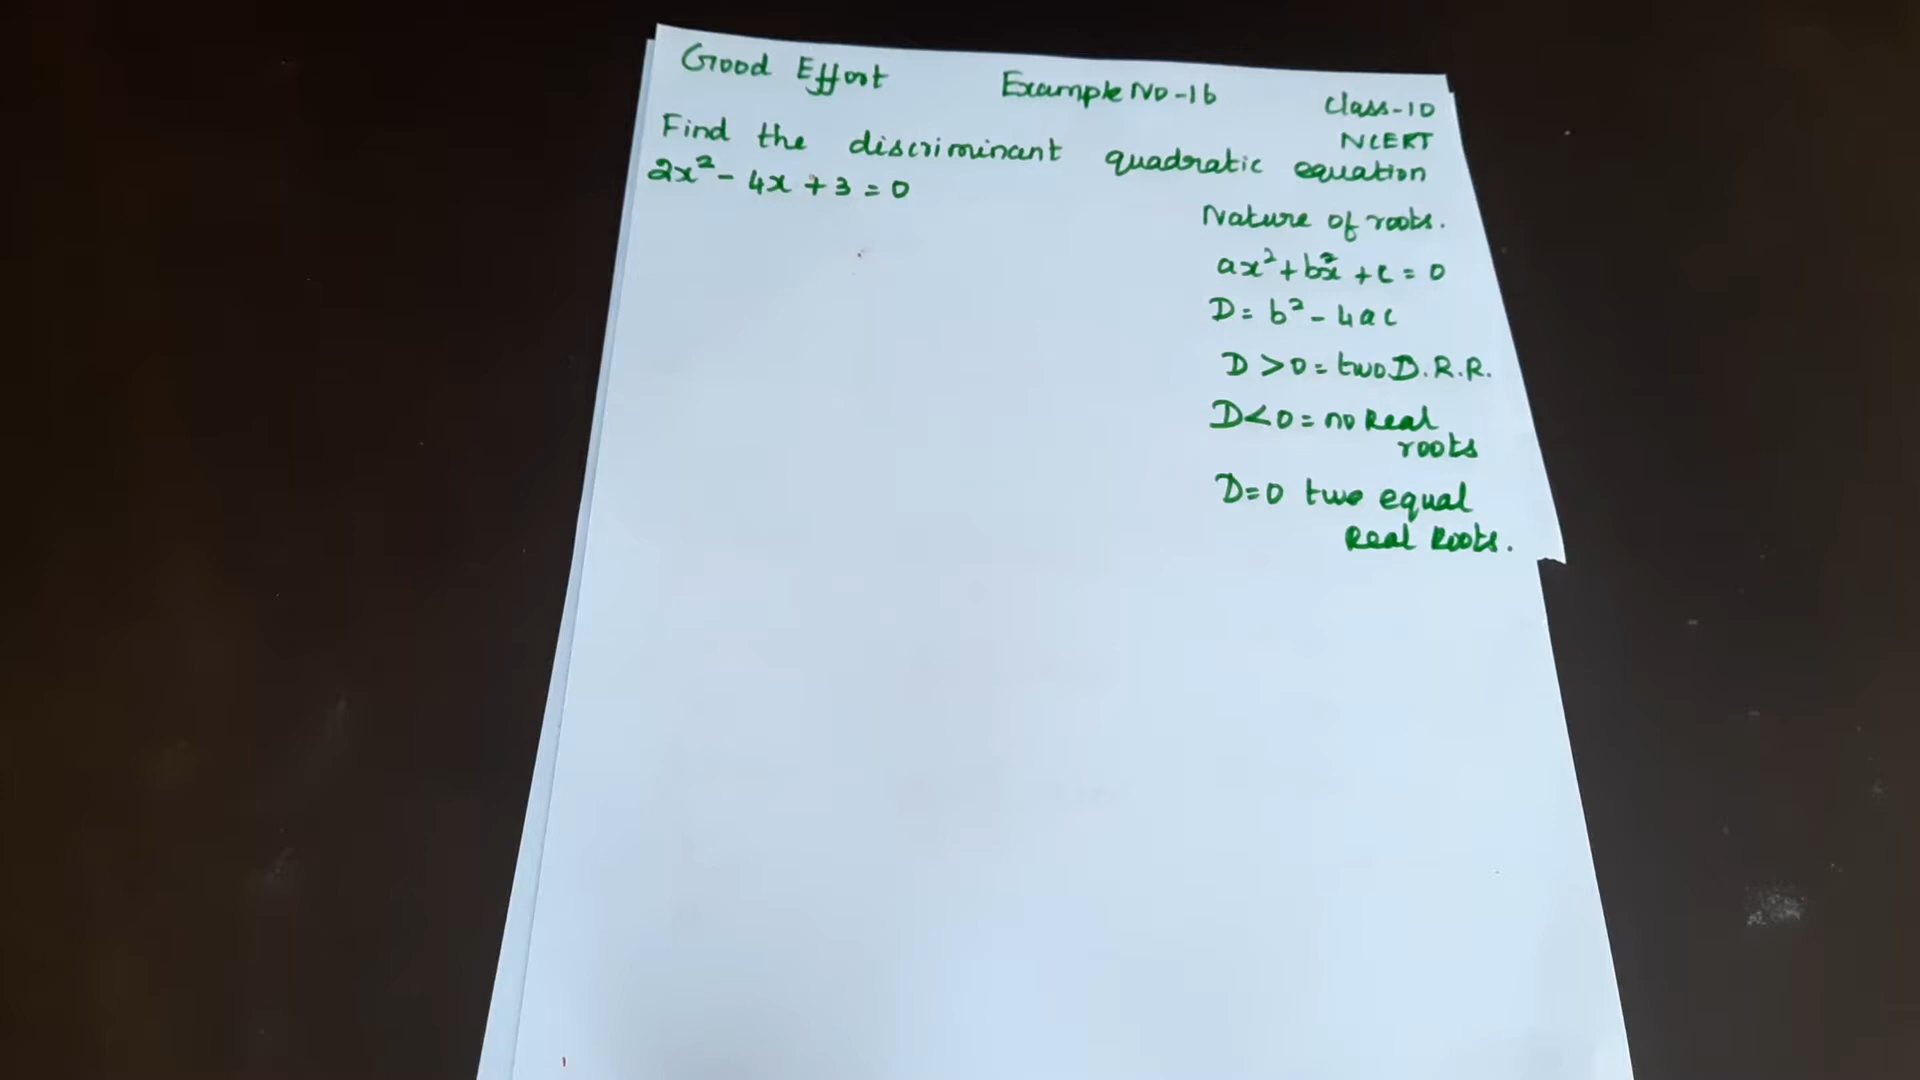 Good Effort Example No-16 Class-10
NCERT
Find the discriminant quadratic equation
2x² - 4x + 3 = 0
Nature of roots.
ax² + bx² + c = 0
D = b² - 4ac
D > 0 = two D.R.R.
D < 0 = no Real
roots
D = 0 two equal
Real Roots.